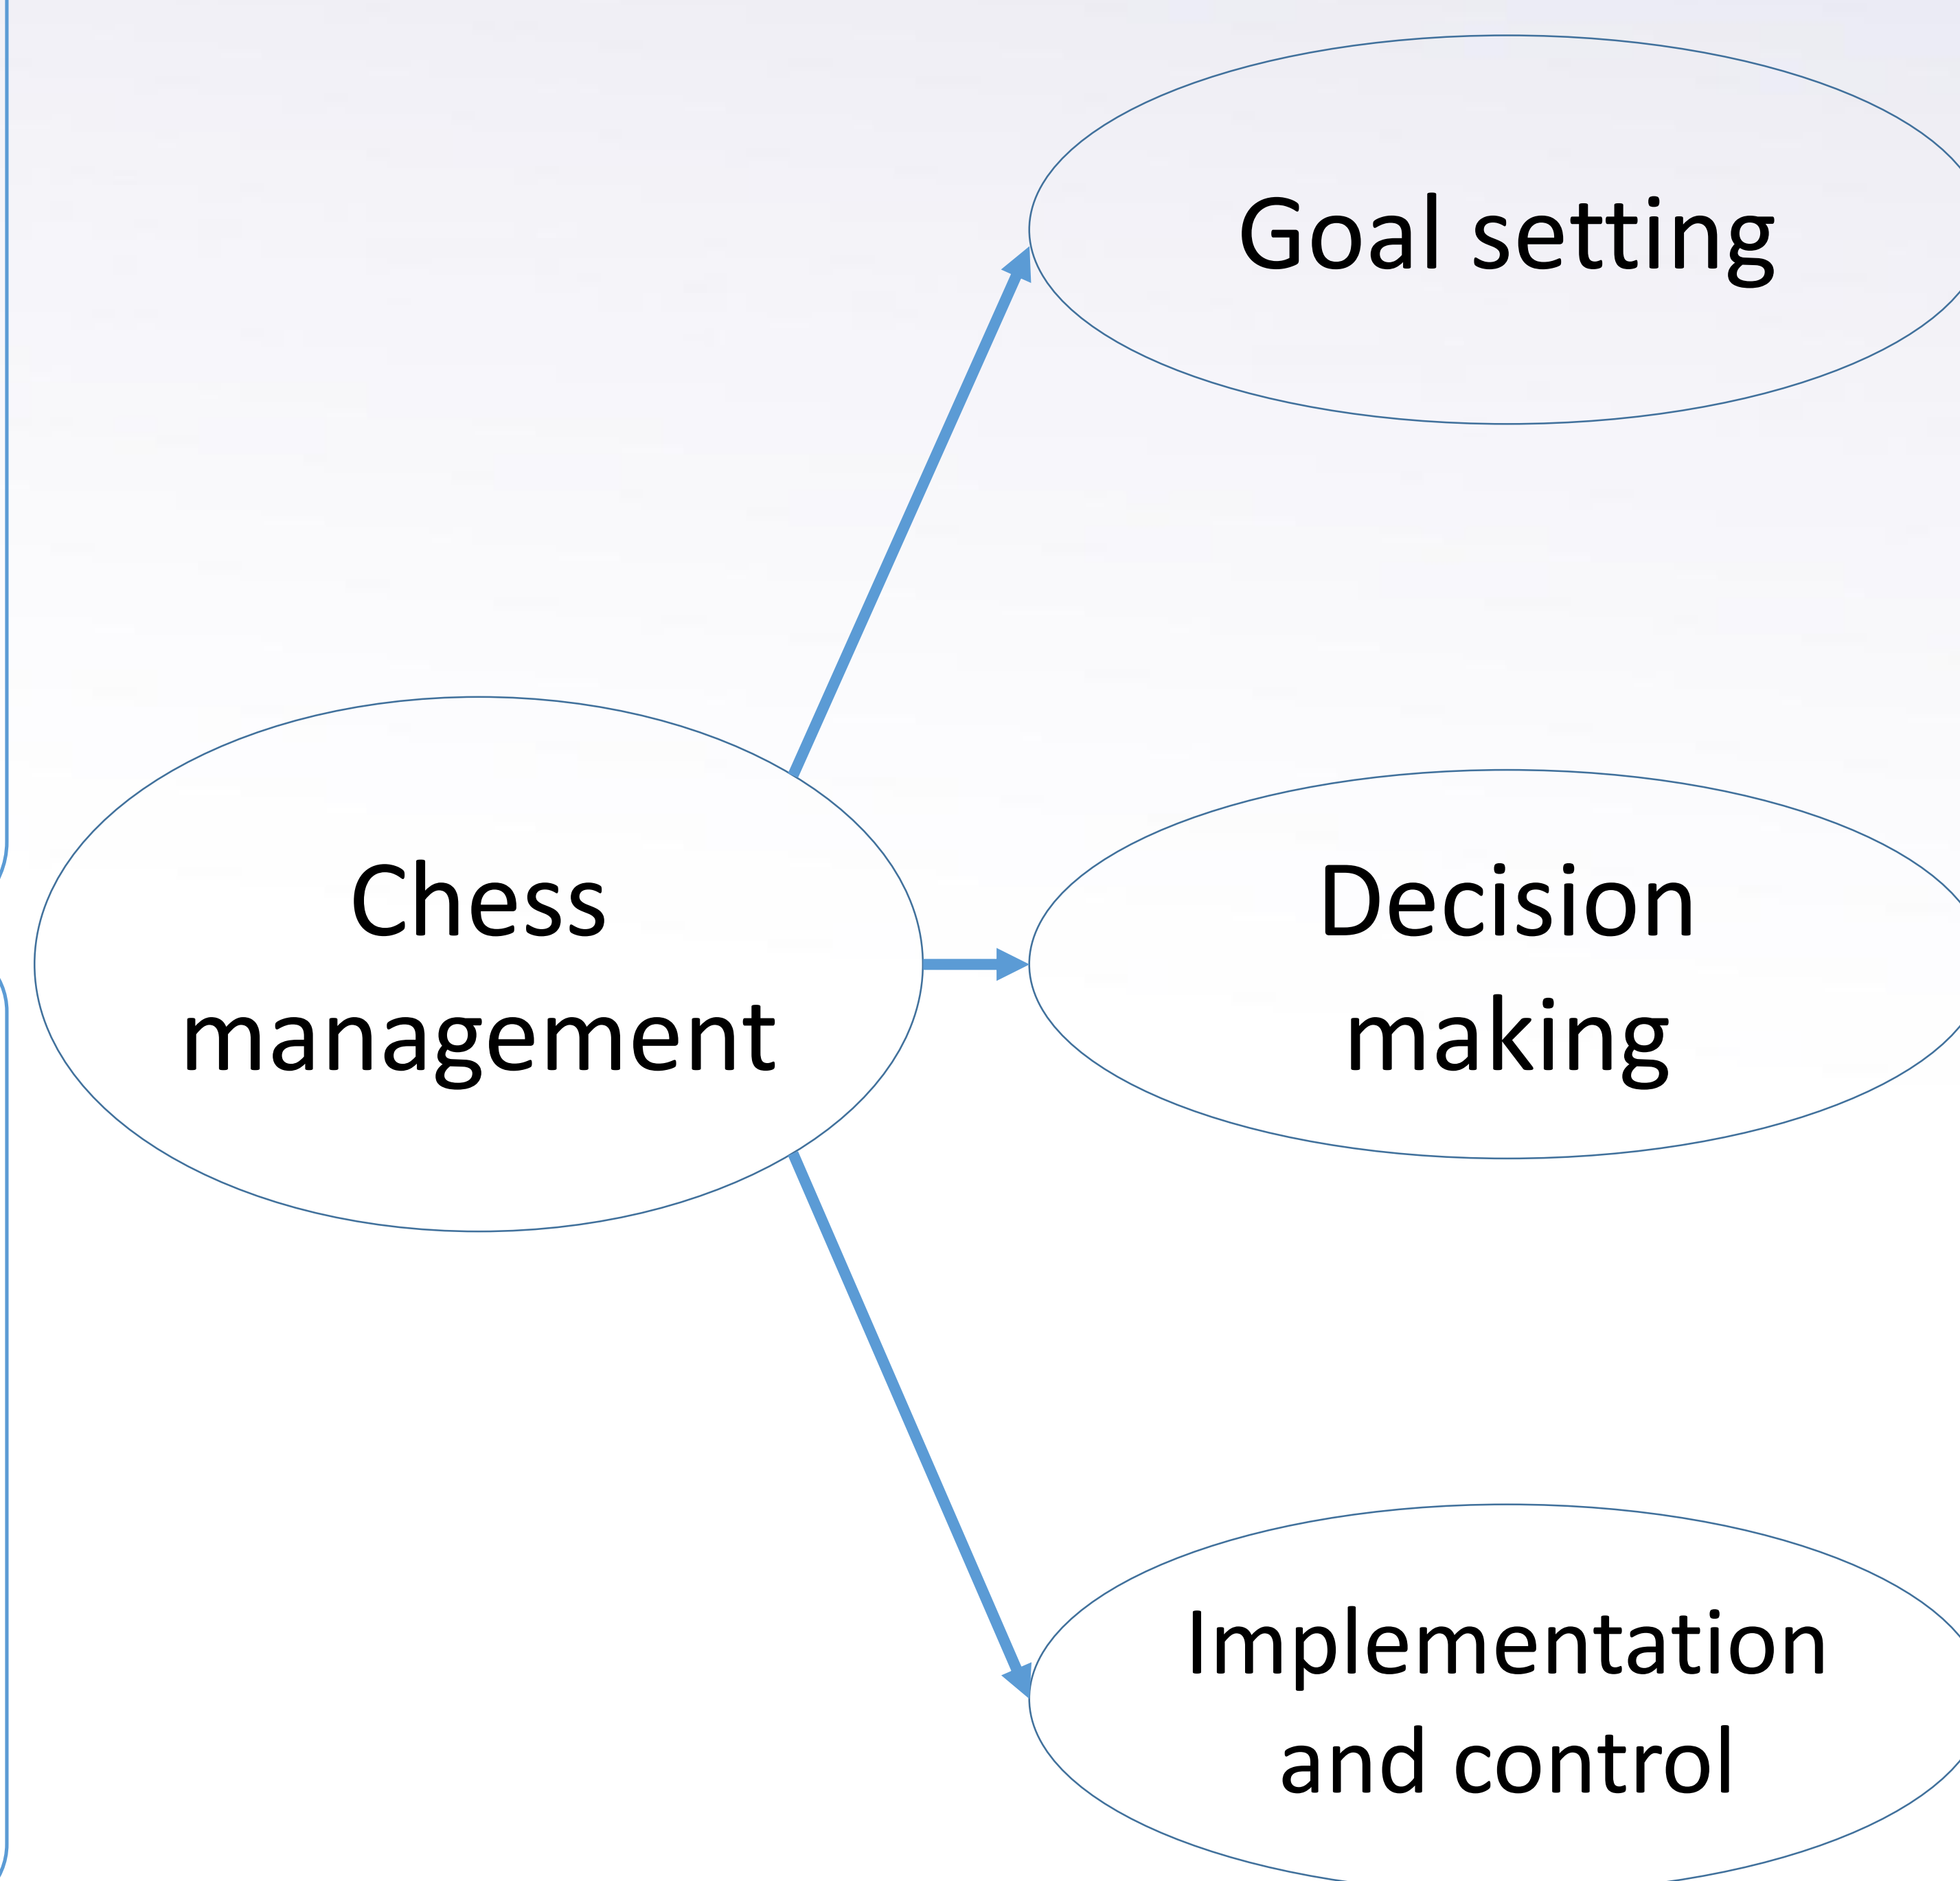 Goal setting
Chess
management
Decision
making
Implementation
and control